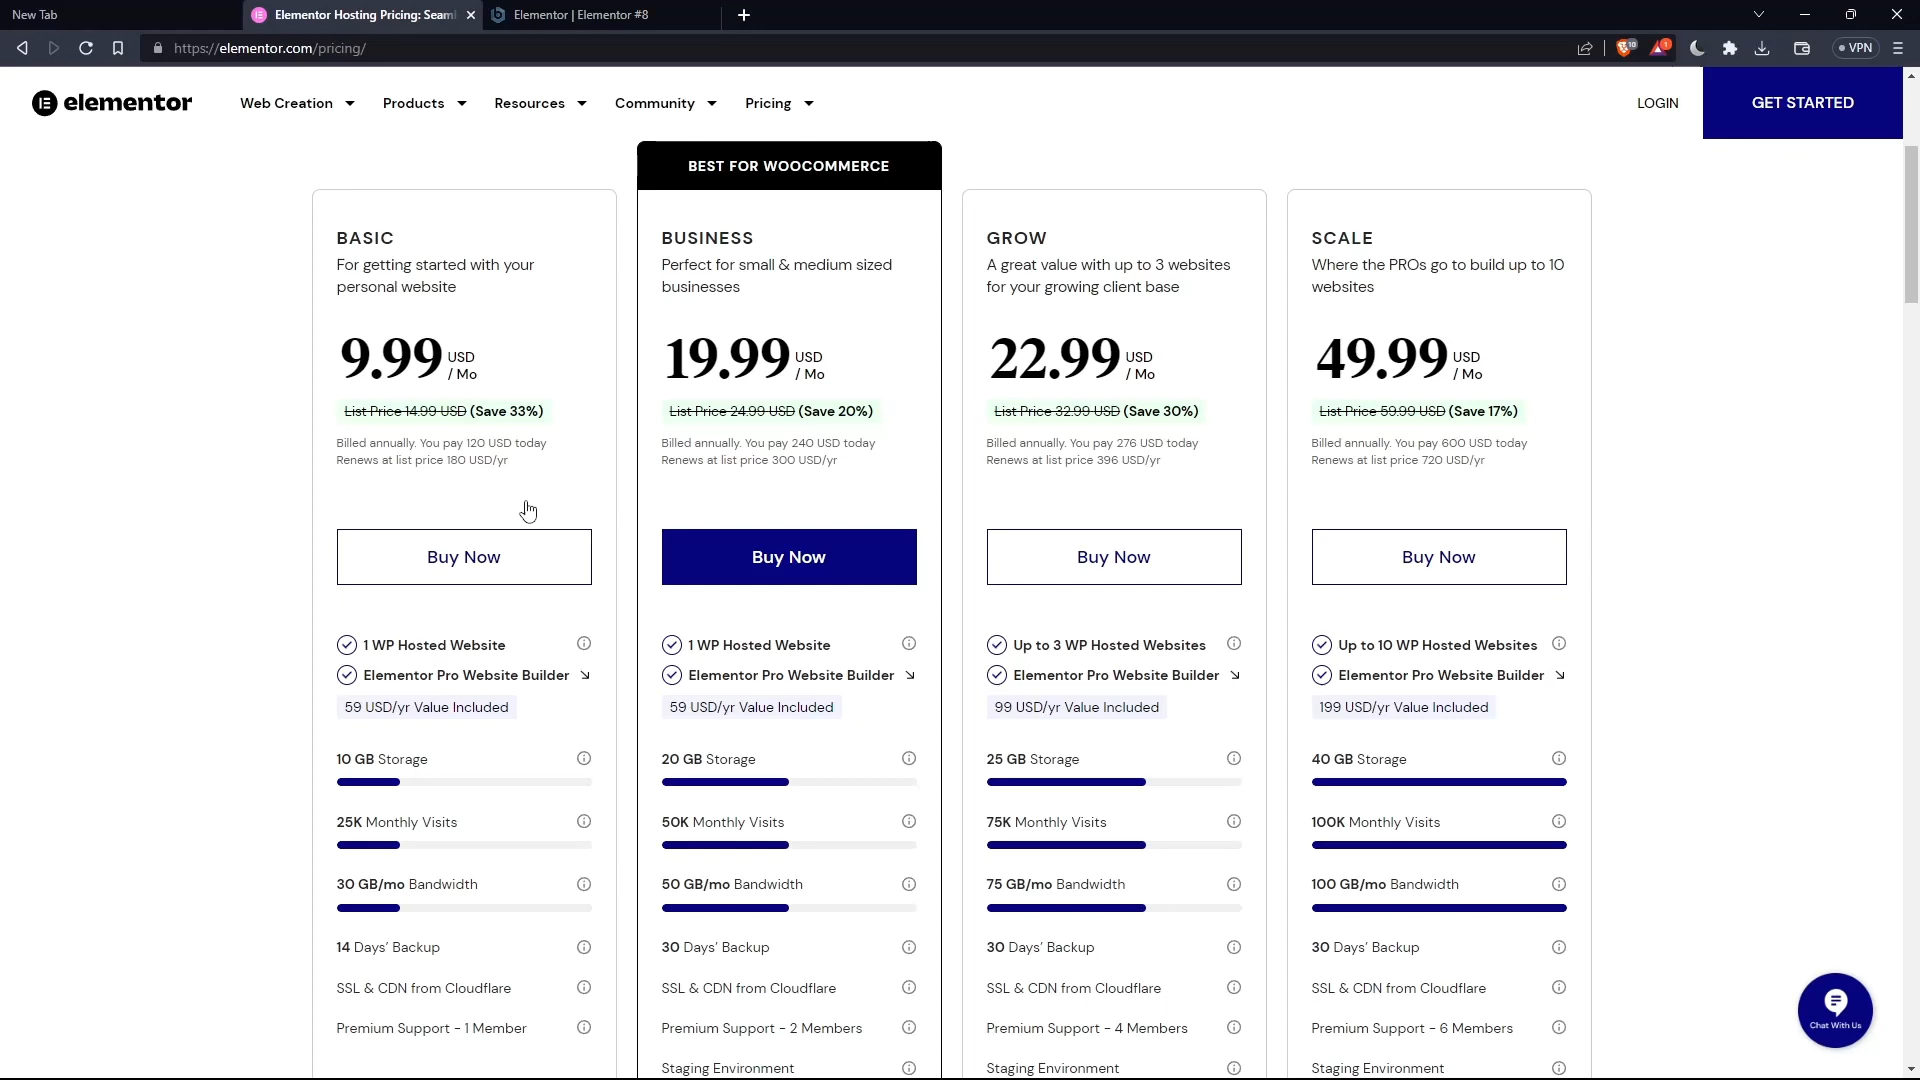 New Tab
Elementor Hosting Pricing: Seam
Elementor | Elementor #8
https://elementor.com/pricing/
10
1
VPN
elementor
Web Creation
Products
Resources
Community
Pricing
LOGIN
GET STARTED
BEST FOR WOOCOMMERCE
BASIC
For getting started with your
personal website
9.99 USD
/ Mo
List Price 14.99 USD (Save 33%)
Billed annually. You pay 120 USD today
Renews at list price 180 USD/yr
Buy Now
1 WP Hosted Website
Elementor Pro Website Builder
59 USD/yr Value Included
10 GB Storage
25K Monthly Visits
30 GB/mo Bandwidth
14 Days' Backup
SSL & CDN from Cloudflare
Premium Support - 1 Member
BUSINESS
Perfect for small & medium sized
businesses
19.99 USD
/ Mo
List Price 24.99 USD (Save 20%)
Billed annually. You pay 240 USD today
Renews at list price 300 USD/yr
Buy Now
1 WP Hosted Website
Elementor Pro Website Builder
59 USD/yr Value Included
20 GB Storage
50K Monthly Visits
50 GB/mo Bandwidth
30 Days' Backup
SSL & CDN from Cloudflare
Premium Support - 2 Members
Staging Environment
GROW
A great value with up to 3 websites
for your growing client base
22.99 USD
/ Mo
List Price 32.99 USD (Save 30%)
Billed annually. You pay 276 USD today
Renews at list price 396 USD/yr
Buy Now
Up to 3 WP Hosted Websites
Elementor Pro Website Builder
99 USD/yr Value Included
25 GB Storage
75K Monthly Visits
75 GB/mo Bandwidth
30 Days' Backup
SSL & CDN from Cloudflare
Premium Support - 4 Members
Staging Environment
SCALE
Where the PROs go to build up to 10
websites
49.99 USD
/ Mo
List Price 59.99 USD (Save 17%)
Billed annually. You pay 600 USD today
Renews at list price 720 USD/yr
Buy Now
Up to 10 WP Hosted Websites
Elementor Pro Website Builder
199 USD/yr Value Included
40 GB Storage
100K Monthly Visits
100 GB/mo Bandwidth
30 Days' Backup
SSL & CDN from Cloudflare
Premium Support - 6 Members
Staging Environment
Chat With Us